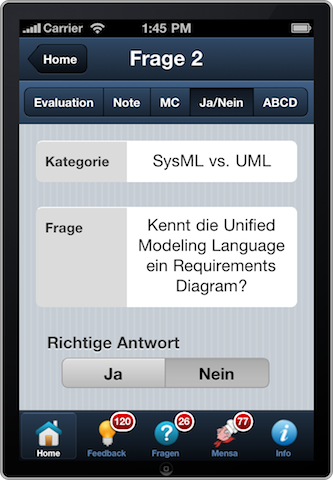 Carrier 1:45 PM
Home Frage 2
Evaluation Note MC Ja/Nein ABCD
Kategorie SysML vs. UML
Frage Kennt die Unified
Modeling Language
ein Requirements
Diagram?
Richtige Antwort
Ja Nein
120 26 77
Home Feedback Fragen Mensa Info